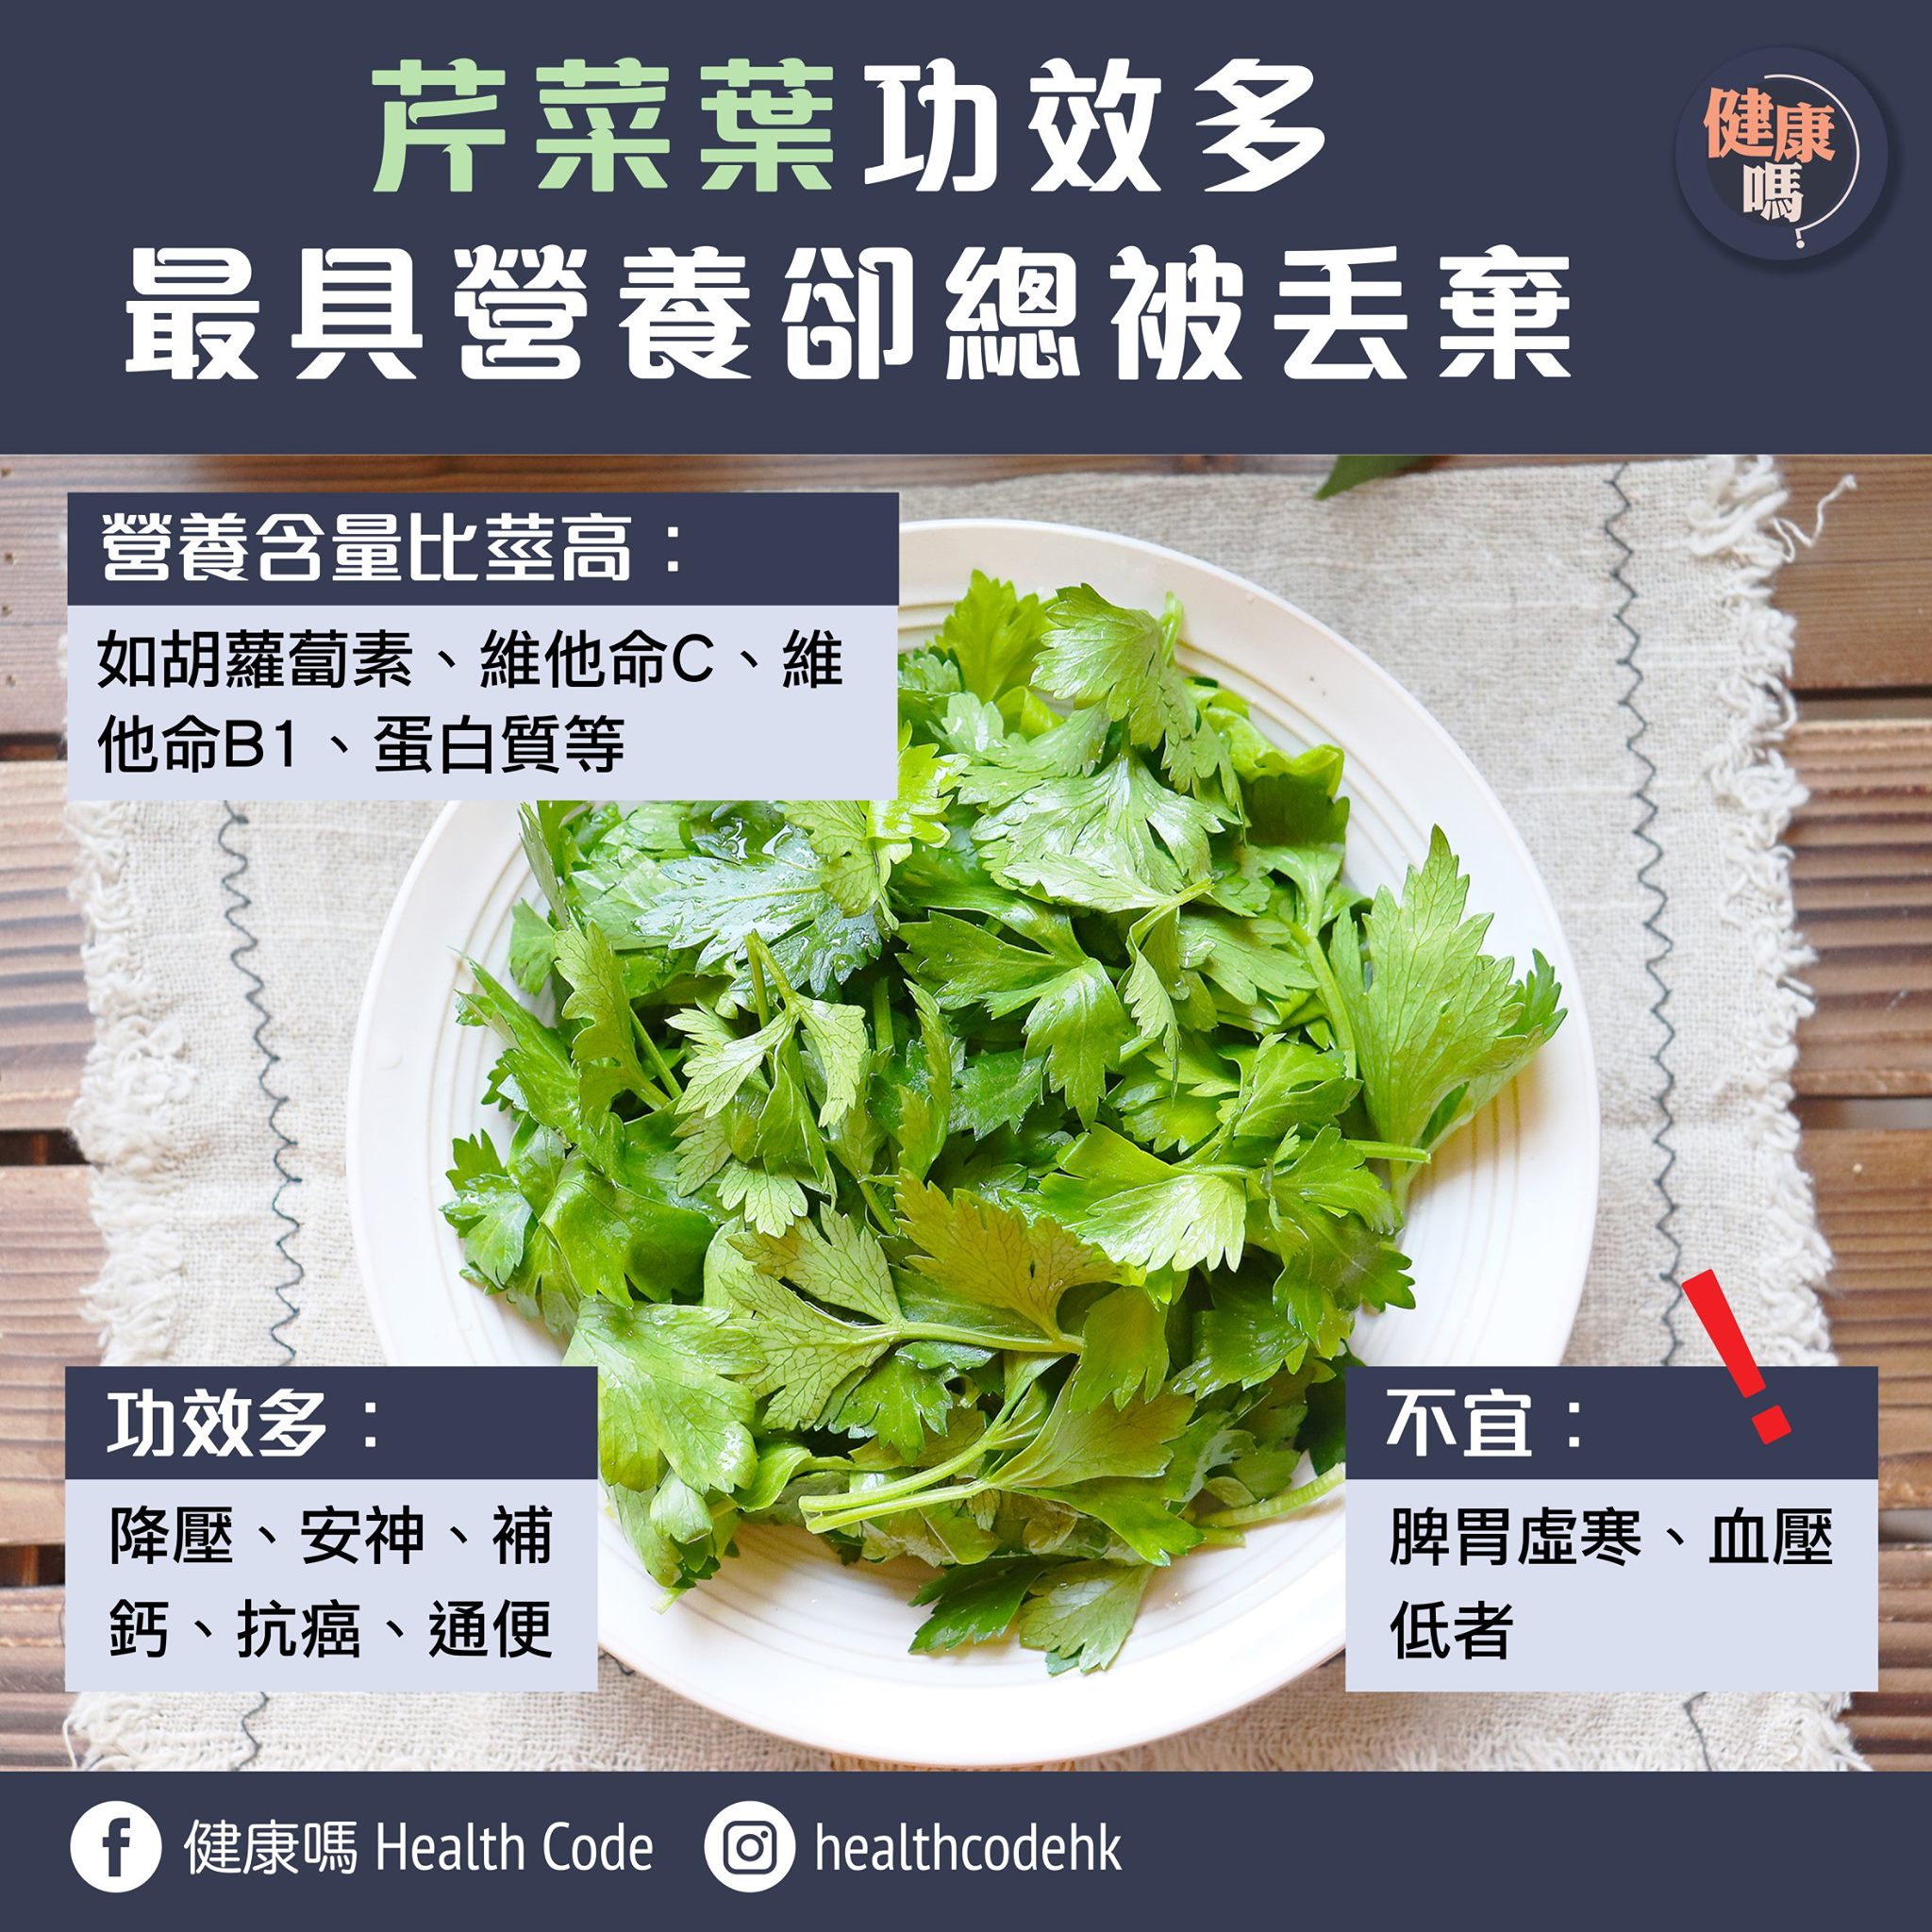 芹菜葉功效多
最具營養卻總被丟棄
健康
嗎
營養含量比莖高：
如胡蘿蔔素、維他命C、維
他命B1、蛋白質等
功效多：
降壓、安神、補
鈣、抗癌、通便
不宜：
脾胃虛寒、血壓
低者
健康嗎 Health Code
healthcodehk